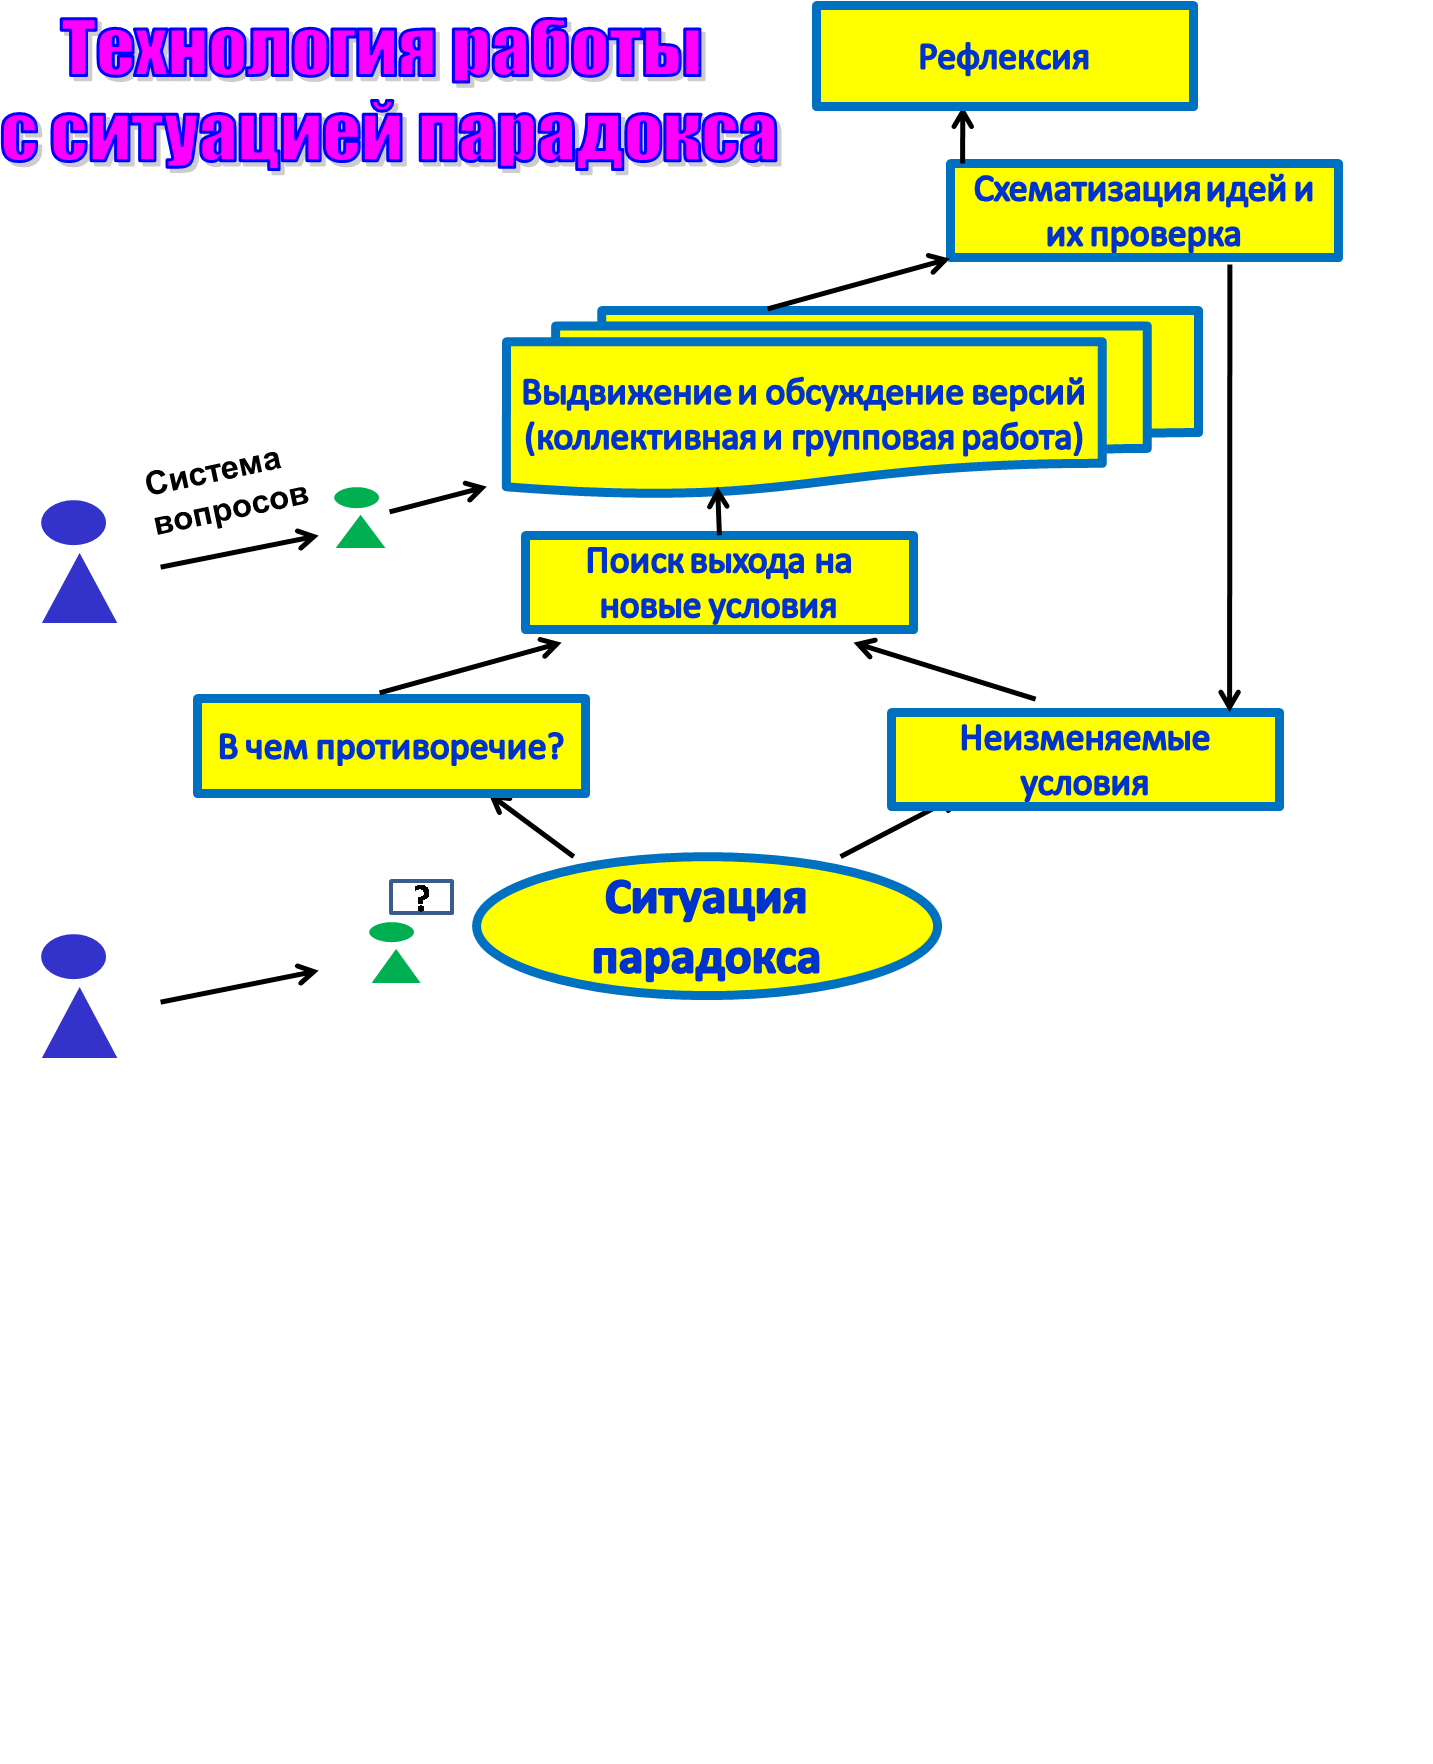 Технология работы
с ситуацией парадокса
Рефлексия
Схематизация идей и
их проверка
Выдвижение и обсуждение версий
(коллективная и групповая работа)
Система
вопросов
Поиск выхода на
новые условия
В чем противоречие?
Неизменяемые
условия
?
Ситуация
парадокса